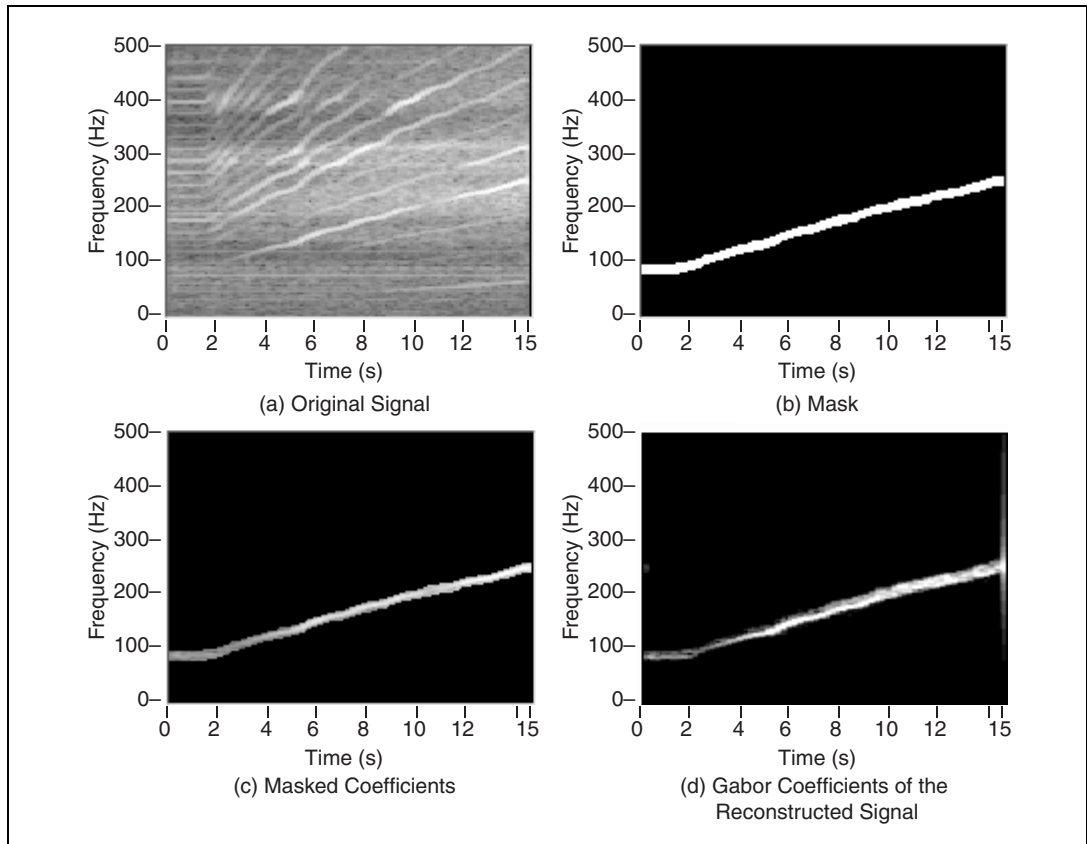 500–
400–
300–
200–
100–
0–
Frequency (Hz)
0 2 4 6 8 10 12 15
Time (s)
(a) Original Signal
500–
400–
300–
200–
100–
0–
Frequency (Hz)
0 2 4 6 8 10 12 15
Time (s)
(b) Mask
500–
400–
300–
200–
100–
0–
Frequency (Hz)
0 2 4 6 8 10 12 15
Time (s)
(c) Masked Coefficients
500–
400–
300–
200–
100–
0–
Frequency (Hz)
0 2 4 6 8 10 12 15
Time (s)
(d) Gabor Coefficients of the
Reconstructed Signal